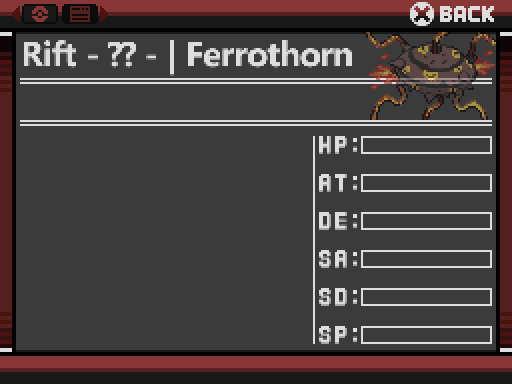 BACK
Rift - ?? - | Ferrothorn
HP:
AT:
DE:
SA:
SD:
SP: